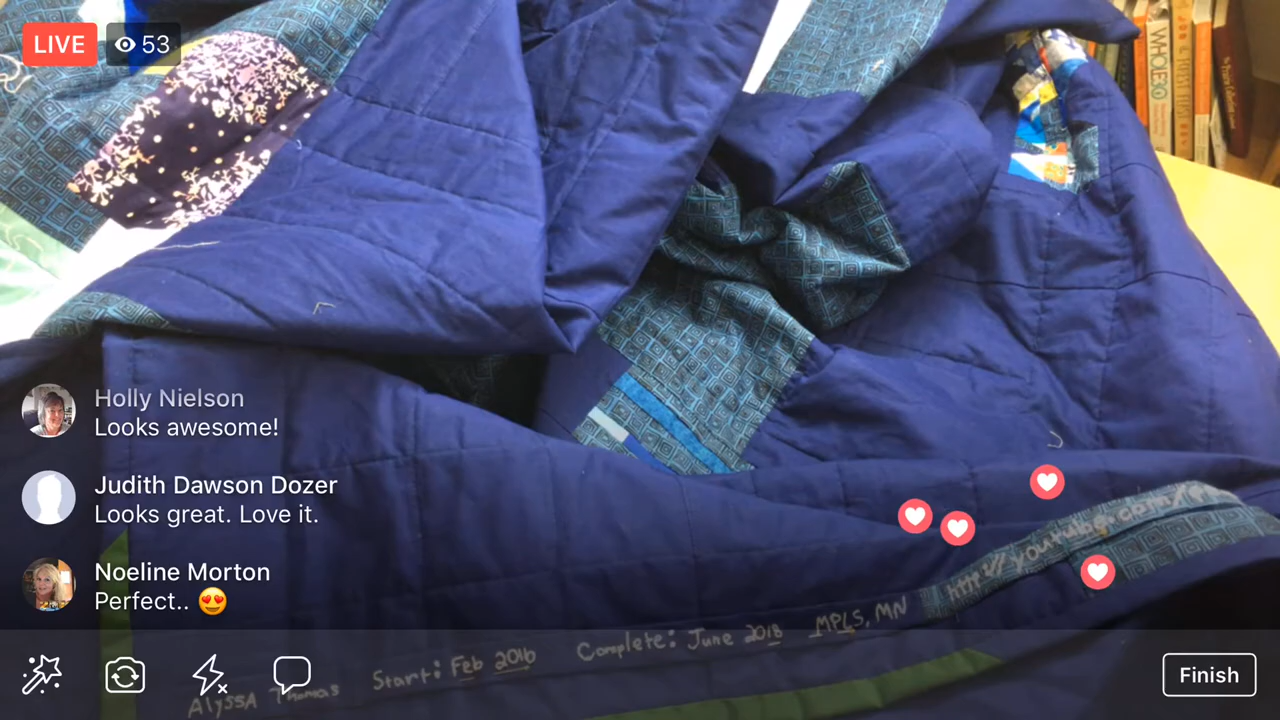 LIVE
53
WHOLE30
Holly Nielson
Looks awesome!
Judith Dawson Dozer
Looks great. Love it.
Noeline Morton
Perfect.. 😍
http://youtube.com/
Alyssa Thomas Start: Feb 2016 Complete: June 2018 MPLS, MN
Finish